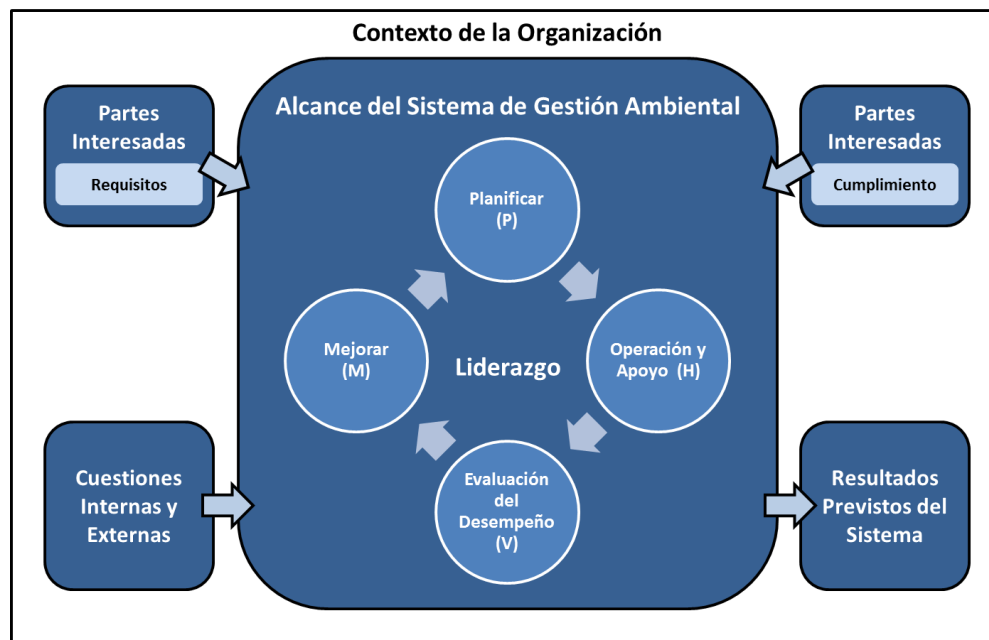 Contexto de la Organización
Partes
Interesadas
Requisitos
Alcance del Sistema de Gestión Ambiental
Partes
Interesadas
Cumplimiento
Planificar
(P)
Mejorar
(M)
Liderazgo
Operación y
Apoyo (H)
Cuestiones
Internas y
Externas
Evaluación
del
Desempeño
(V)
Resultados
Previstos del
Sistema